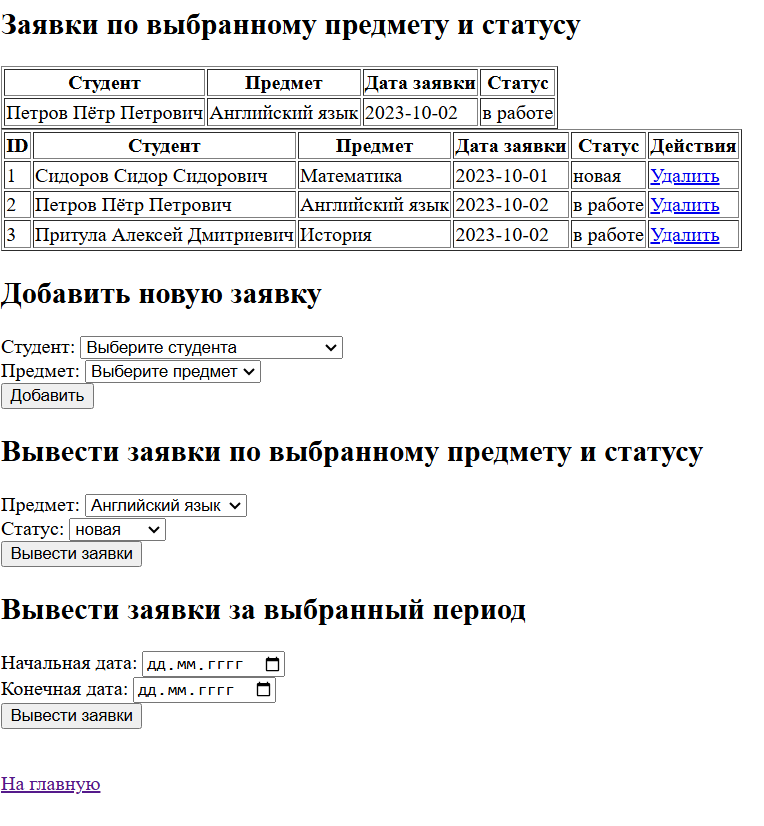 Заявки по выбранному предмету и статусу
Студент Предмет Дата заявки Статус
Петров Пётр Петрович Английский язык 2023-10-02 в работе
ID Студент Предмет Дата заявки Статус Действия
1 Сидоров Сидор Сидорович Математика 2023-10-01 новая Удалить
2 Петров Пётр Петрович Английский язык 2023-10-02 в работе Удалить
3 Притула Алексей Дмитриевич История 2023-10-02 в работе Удалить
Добавить новую заявку
Студент: Выберите студента
Предмет: Выберите предмет
Добавить
Вывести заявки по выбранному предмету и статусу
Предмет: Английский язык
Статус: новая
Вывести заявки
Вывести заявки за выбранный период
Начальная дата: дд.мм.гггг
Конечная дата: дд.мм.гггг
Вывести заявки
На главную